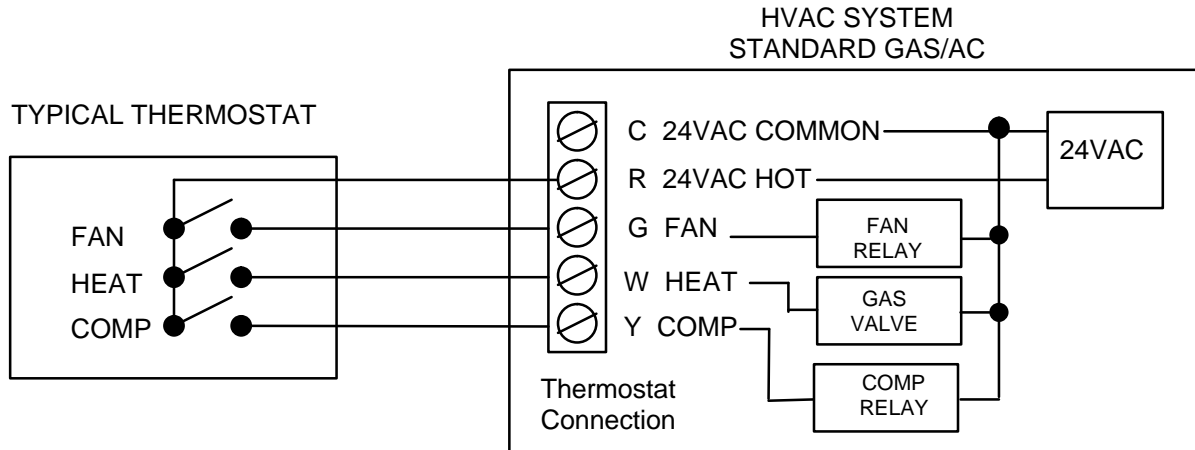 HVAC SYSTEM
STANDARD GAS/AC
TYPICAL THERMOSTAT
FAN
HEAT
COMP
C 24VAC COMMON
R 24VAC HOT
G FAN
W HEAT
Y COMP
Thermostat
Connection
24VAC
FAN
RELAY
GAS
VALVE
COMP
RELAY